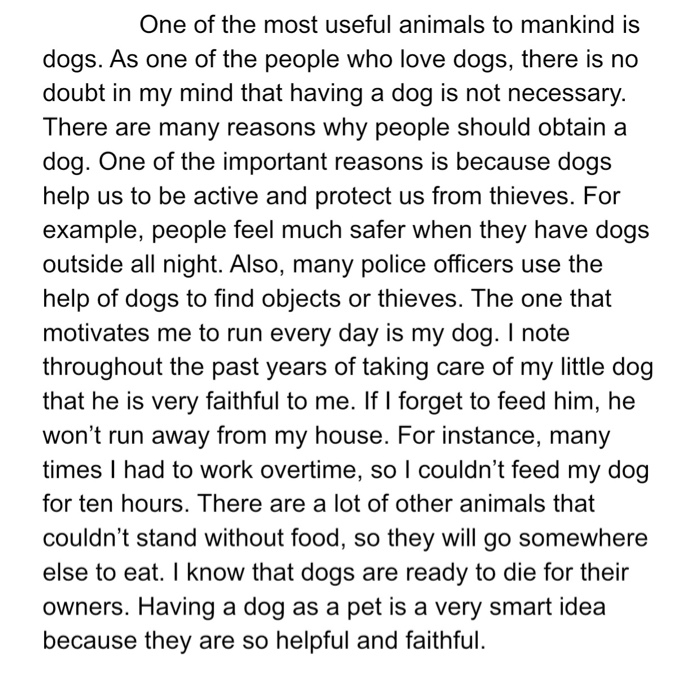 One of the most useful animals to mankind is
dogs. As one of the people who love dogs, there is no
doubt in my mind that having a dog is not necessary.
There are many reasons why people should obtain a
dog. One of the important reasons is because dogs
help us to be active and protect us from thieves. For
example, people feel much safer when they have dogs
outside all night. Also, many police officers use the
help of dogs to find objects or thieves. The one that
motivates me to run every day is my dog. I note
throughout the past years of taking care of my little dog
that he is very faithful to me. If I forget to feed him, he
won’t run away from my house. For instance, many
times I had to work overtime, so I couldn’t feed my dog
for ten hours. There are a lot of other animals that
couldn’t stand without food, so they will go somewhere
else to eat. I know that dogs are ready to die for their
owners. Having a dog as a pet is a very smart idea
because they are so helpful and faithful.